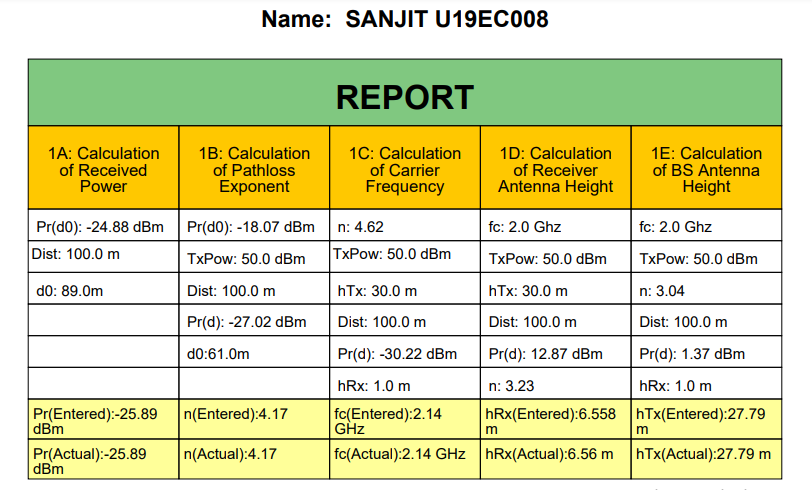 Name: SANJIT U19EC008
REPORT
1A: Calculation of Received Power
1B: Calculation of Pathloss Exponent
1C: Calculation of Carrier Frequency
1D: Calculation of Receiver Antenna Height
1E: Calculation of BS Antenna Height
Pr(d0): -24.88 dBm
Pr(d0): -18.07 dBm
n: 4.62
fc: 2.0 Ghz
fc: 2.0 Ghz
Dist: 100.0 m
TxPow: 50.0 dBm
TxPow: 50.0 dBm
TxPow: 50.0 dBm
TxPow: 50.0 dBm
d0: 89.0m
Dist: 100.0 m
hTx: 30.0 m
hTx: 30.0 m
n: 3.04
Pr(d): -27.02 dBm
Dist: 100.0 m
Dist: 100.0 m
Dist: 100.0 m
d0:61.0m
Pr(d): -30.22 dBm
Pr(d): 12.87 dBm
Pr(d): 1.37 dBm
hRx: 1.0 m
n: 3.23
hRx: 1.0 m
Pr(Entered):-25.89 dBm
n(Entered):4.17
fc(Entered):2.14 GHz
hRx(Entered):6.558 m
hTx(Entered):27.79 m
Pr(Actual):-25.89 dBm
n(Actual):4.17
fc(Actual):2.14 GHz
hRx(Actual):6.56 m
hTx(Actual):27.79 m